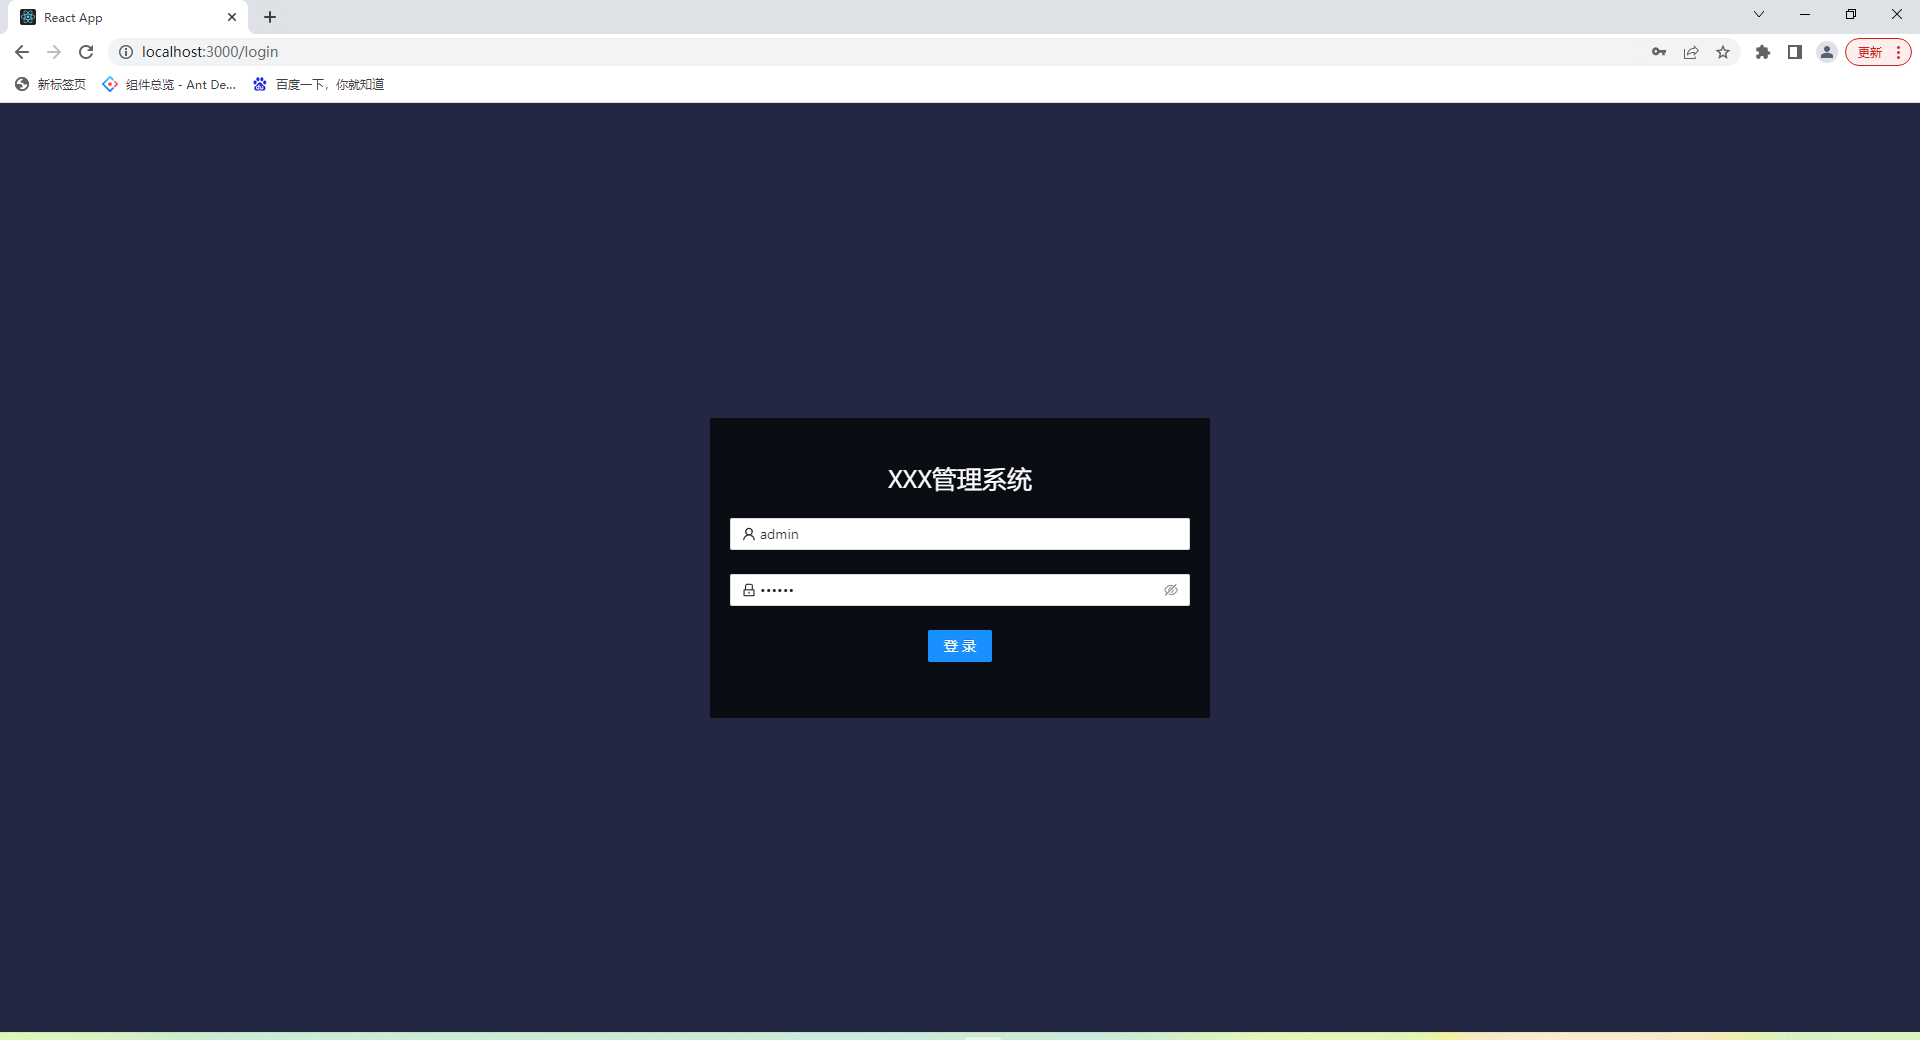 React App
localhost:3000/login
更新
新标签页
组件总览 - Ant De...
百度一下，你就知道
XXX管理系统
admin
••••••
登 录